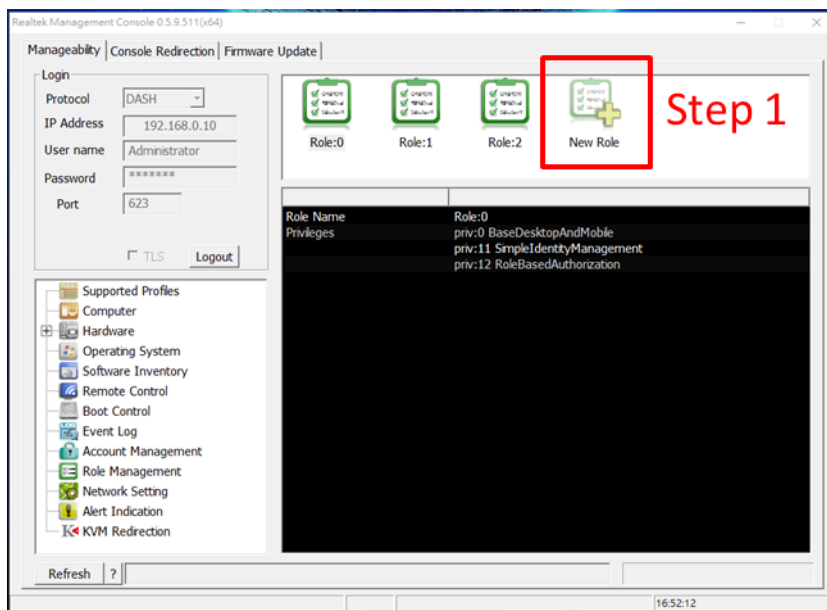 Realtek Management Console 0.5.9.511(x64)
Manageability Console Redirection Firmware Update
Login
Protocol DASH
IP Address 192.168.0.10
User name Administrator
Password *******
Port 623
TLS Logout
Role:0 Role:1 Role:2 New Role
Step 1
Role Name Role:0
Privileges priv:0 BaseDesktopAndMobile
priv:11 SimpleIdentityManagement
priv:12 RoleBasedAuthorization
Supported Profiles
Computer
Hardware
Operating System
Software Inventory
Remote Control
Boot Control
Event Log
Account Management
Role Management
Network Setting
Alert Indication
KVM Redirection
Refresh ?
16:52:12